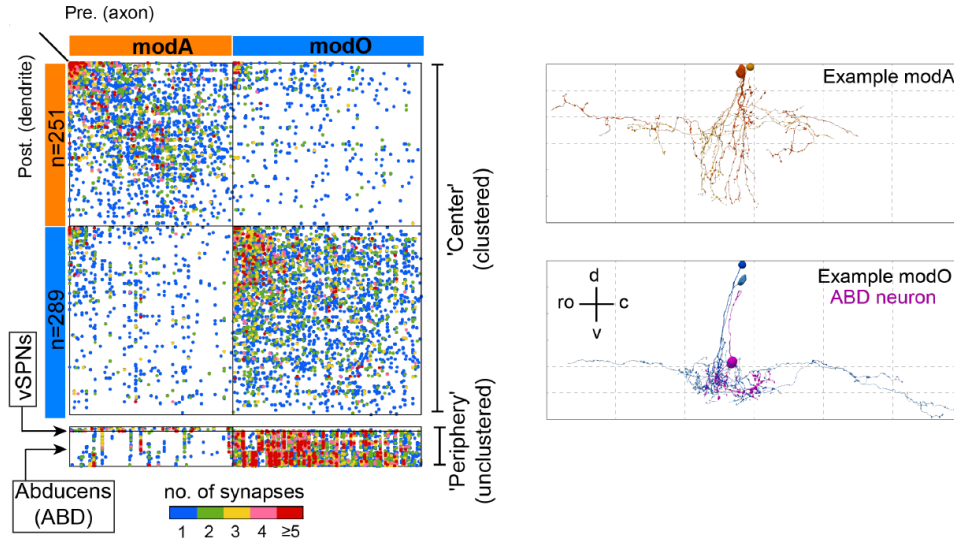 Pre. (axon)
modA
modO
Post. (dendrite)
n=251
n=289
'Center'
(clustered)
'Periphery'
(unclustered)
vSPNs
Abducens
(ABD)
no. of synapses
1 2 3 4 ≥5
Example modA
Example modO
ABD neuron
d
ro c
v